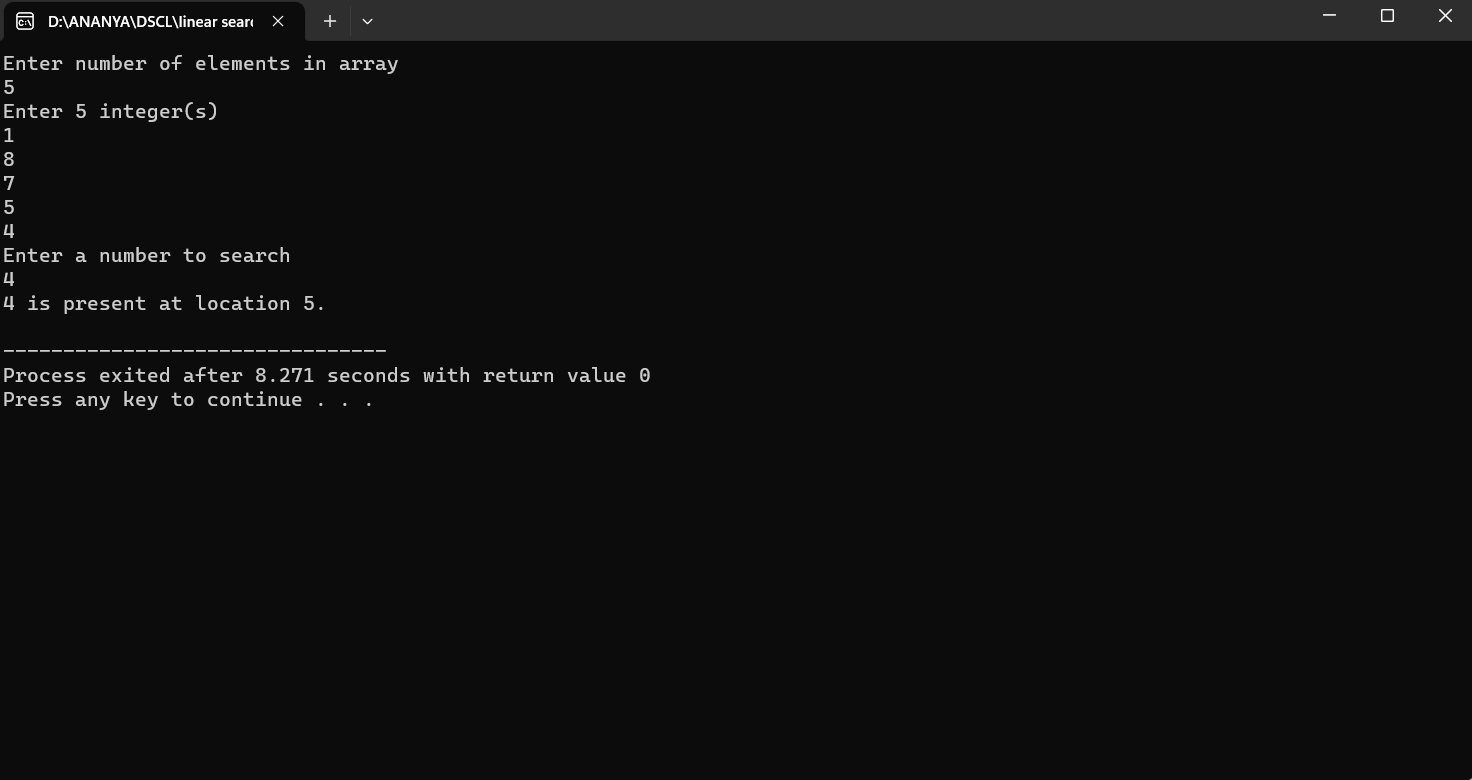 D:\ANANYA\DSCL\linear sear
Enter number of elements in array
5
Enter 5 integer(s)
1
8
7
5
4
Enter a number to search
4
4 is present at location 5.
--------------------------------
Process exited after 8.271 seconds with return value 0
Press any key to continue . . .